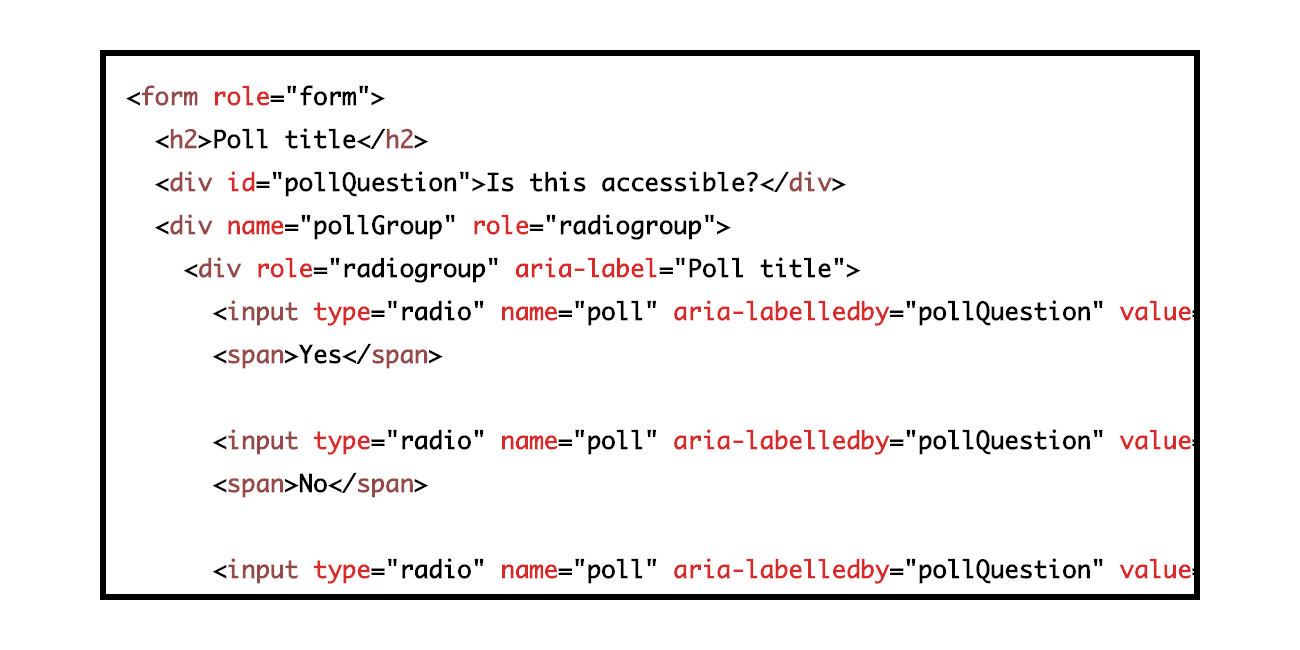 <form role="form">
<h2>Poll title</h2>
<div id="pollQuestion">Is this accessible?</div>
<div name="pollGroup" role="radiogroup">
<div role="radiogroup" aria-label="Poll title">
<input type="radio" name="poll" aria-labelledby="pollQuestion" value=
<span>Yes</span>
<input type="radio" name="poll" aria-labelledby="pollQuestion" value=
<span>No</span>
<input type="radio" name="poll" aria-labelledby="pollQuestion" value=